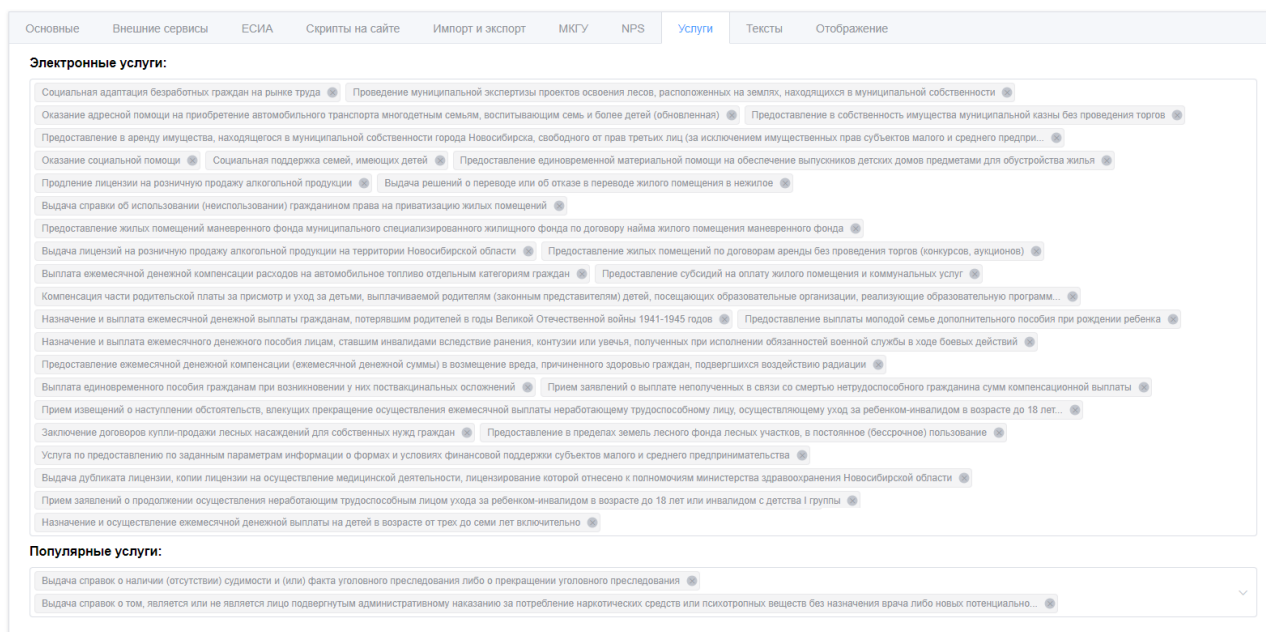 Основные Внешние сервисы ЕСИА Скрипты на сайте Импорт и экспорт МКГУ NPS Услуги Тексты Отображение
Электронные услуги:
Социальная адаптация безработных граждан на рынке труда Проведение муниципальной экспертизы проектов освоения лесов, расположенных на землях, находящихся в муниципальной собственности
Оказание адресной помощи на приобретение автомобильного транспорта многодетным семьям, воспитывающим семь и более детей (обновленная) Предоставление в собственность имущества муниципальной казны без проведения торгов
Предоставление в аренду имущества, находящегося в муниципальной собственности города Новосибирска, свободного от прав третьих лиц (за исключением имущественных прав субъектов малого и среднего предпри...
Оказание социальной помощи Социальная поддержка семей, имеющих детей Предоставление единовременной материальной помощи на обеспечение выпускников детских домов предметами для обустройства жилья
Продление лицензии на розничную продажу алкогольной продукции Выдача решений о переводе или об отказе в переводе жилого помещения в нежилое
Выдача справки об использовании (неиспользовании) гражданином права на приватизацию жилых помещений
Предоставление жилых помещений маневренного фонда муниципального специализированного жилищного фонда по договору найма жилого помещения маневренного фонда
Выдача лицензий на розничную продажу алкогольной продукции на территории Новосибирской области Предоставление жилых помещений по договорам аренды без проведения торгов (конкурсов, аукционов)
Выплата ежемесячной денежной компенсации расходов на автомобильное топливо отдельным категориям граждан Предоставление субсидий на оплату жилого помещения и коммунальных услуг
Компенсация части родительской платы за присмотр и уход за детьми, выплачиваемой родителям (законным представителям) детей, посещающих образовательные организации, реализующие образовательную программ...
Назначение и выплата ежемесячной денежной выплаты гражданам, потерявшим родителей в годы Великой Отечественной войны 1941-1945 годов Предоставление выплаты молодой семье дополнительного пособия при рождении ребенка
Назначение и выплата ежемесячного денежного пособия лицам, ставшим инвалидами вследствие ранения, контузии или увечья, полученных при исполнении обязанностей военной службы в ходе боевых действий
Предоставление ежемесячной денежной компенсации (ежемесячной денежной суммы) в возмещение вреда, причиненного здоровью граждан, подвергшихся воздействию радиации
Выплата единовременного пособия гражданам при возникновении у них поствакцинальных осложнений Прием заявлений о выплате неполученных в связи со смертью нетрудоспособного гражданина сумм компенсационной выплаты
Прием извещений о наступлении обстоятельств, влекущих прекращение осуществления ежемесячной выплаты неработающему трудоспособному лицу, осуществляющему уход за ребенком-инвалидом в возрасте до 18 лет...
Заключение договоров купли-продажи лесных насаждений для собственных нужд граждан Предоставление в пределах земель лесного фонда лесных участков, в постоянное (бессрочное) пользование
Услуга по предоставлению по заданным параметрам информации о формах и условиях финансовой поддержки субъектов малого и среднего предпринимательства
Выдача дубликата лицензии, копии лицензии на осуществление медицинской деятельности, лицензирование которой отнесено к полномочиям министерства здравоохранения Новосибирской области
Прием заявлений о продолжении осуществления неработающим трудоспособным лицом ухода за ребенком-инвалидом в возрасте до 18 лет или инвалидом с детства I группы
Назначение и осуществление ежемесячной денежной выплаты на детей в возрасте от трех до семи лет включительно
Популярные услуги:
Выдача справок о наличии (отсутствии) судимости и (или) факта уголовного преследования либо о прекращении уголовного преследования
Выдача справок о том, является или не является лицо подвергнутым административному наказанию за потребление наркотических средств или психотропных веществ без назначения врача либо новых потенциально...